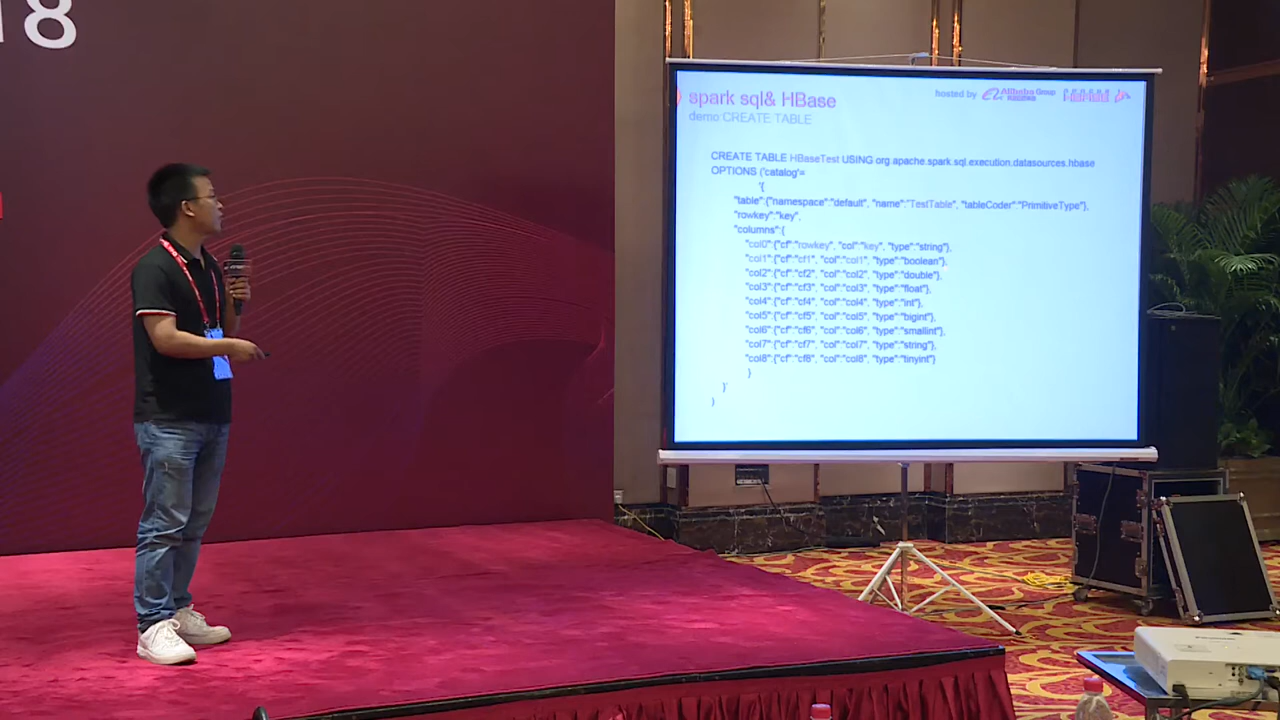 18
spark sql& HBase
demo:CREATE TABLE
hosted by Alibaba Group
CREATE TABLE HBaseTest USING org.apache.spark.sql.execution.datasources.hbase
OPTIONS ('catalog'=
'{
"table":{"namespace":"default", "name":"TestTable", "tableCoder":"PrimitiveType"},
"rowkey":"key",
"columns":{
"col0":{"cf":"rowkey", "col":"key", "type":"string"},
"col1":{"cf":"cf1", "col":"col1", "type":"boolean"},
"col2":{"cf":"cf2", "col":"col2", "type":"double"},
"col3":{"cf":"cf3", "col":"col3", "type":"float"},
"col4":{"cf":"cf4", "col":"col4", "type":"int"},
"col5":{"cf":"cf5", "col":"col5", "type":"bigint"},
"col6":{"cf":"cf6", "col":"col6", "type":"smallint"},
"col7":{"cf":"cf7", "col":"col7", "type":"string"},
"col8":{"cf":"cf8", "col":"col8", "type":"tinyint"}
}
}'
)